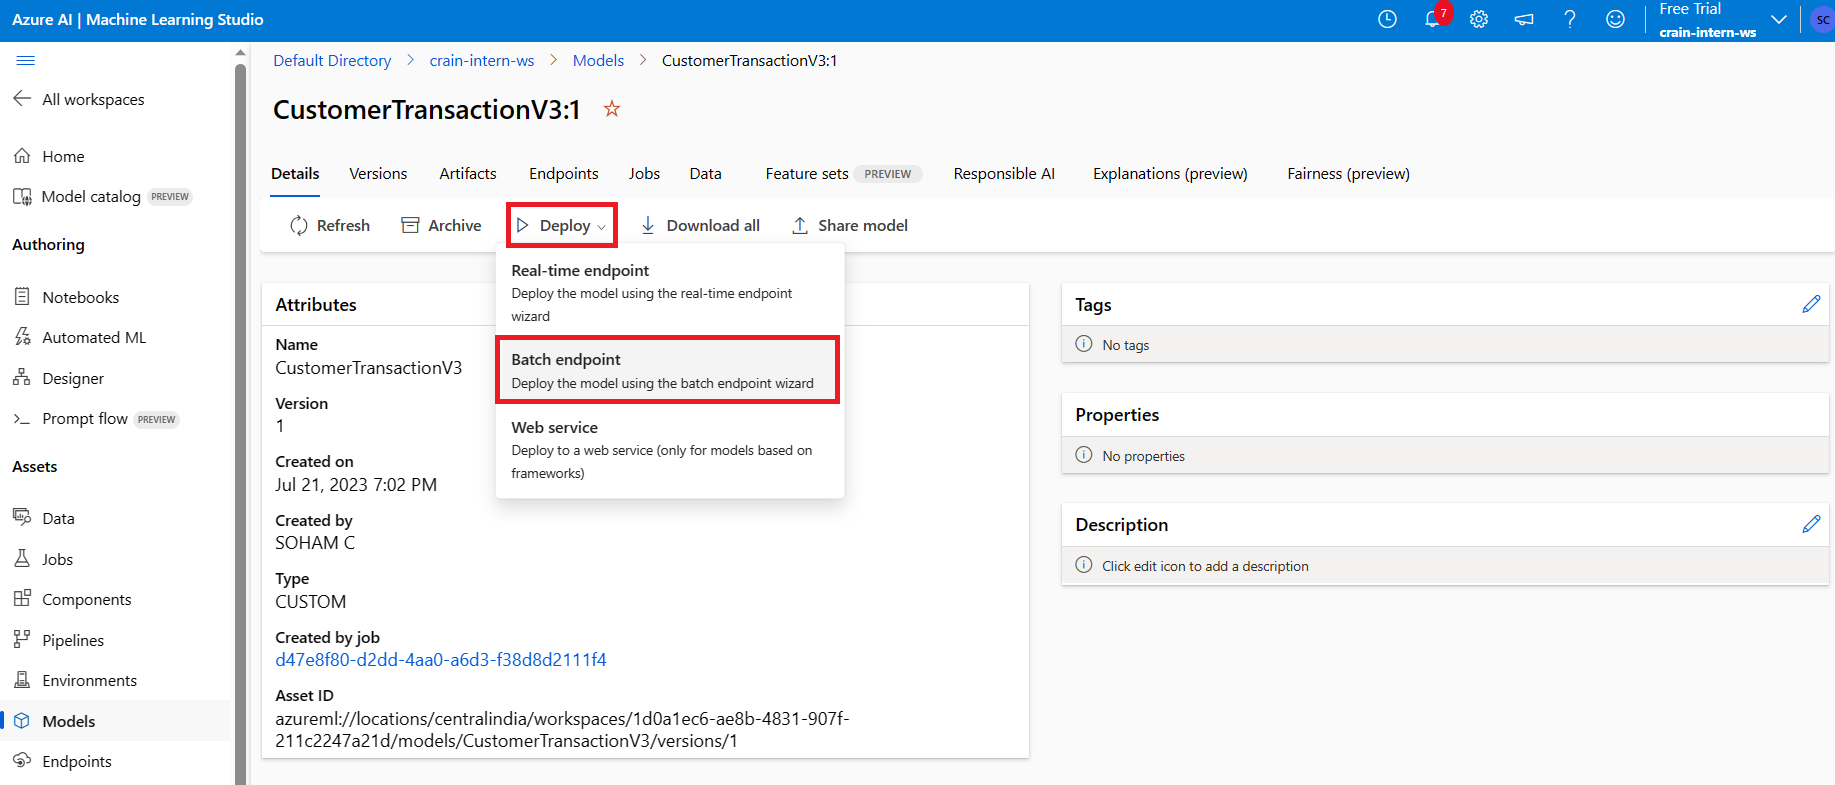 Azure AI | Machine Learning Studio
7
Free Trial
crain-intern-ws
SC
All workspaces
Home
Model catalog PREVIEW
Authoring
Notebooks
Automated ML
Designer
Prompt flow PREVIEW
Assets
Data
Jobs
Components
Pipelines
Environments
Models
Endpoints
Default Directory > crain-intern-ws > Models > CustomerTransactionV3:1
CustomerTransactionV3:1
Details Versions Artifacts Endpoints Jobs Data Feature sets PREVIEW Responsible AI Explanations (preview) Fairness (preview)
Refresh Archive Deploy Download all Share model
Real-time endpoint
Deploy the model using the real-time endpoint
wizard
Batch endpoint
Deploy the model using the batch endpoint wizard
Web service
Deploy to a web service (only for models based on
frameworks)
Attributes
Name
CustomerTransactionV3
Version
1
Created on
Jul 21, 2023 7:02 PM
Created by
SOHAM C
Type
CUSTOM
Created by job
d47e8f80-d2dd-4aa0-a6d3-f38d8d2111f4
Asset ID
azureml://locations/centralindia/workspaces/1d0a1ec6-ae8b-4831-907f-
211c2247a21d/models/CustomerTransactionV3/versions/1
Tags
No tags
Properties
No properties
Description
Click edit icon to add a description